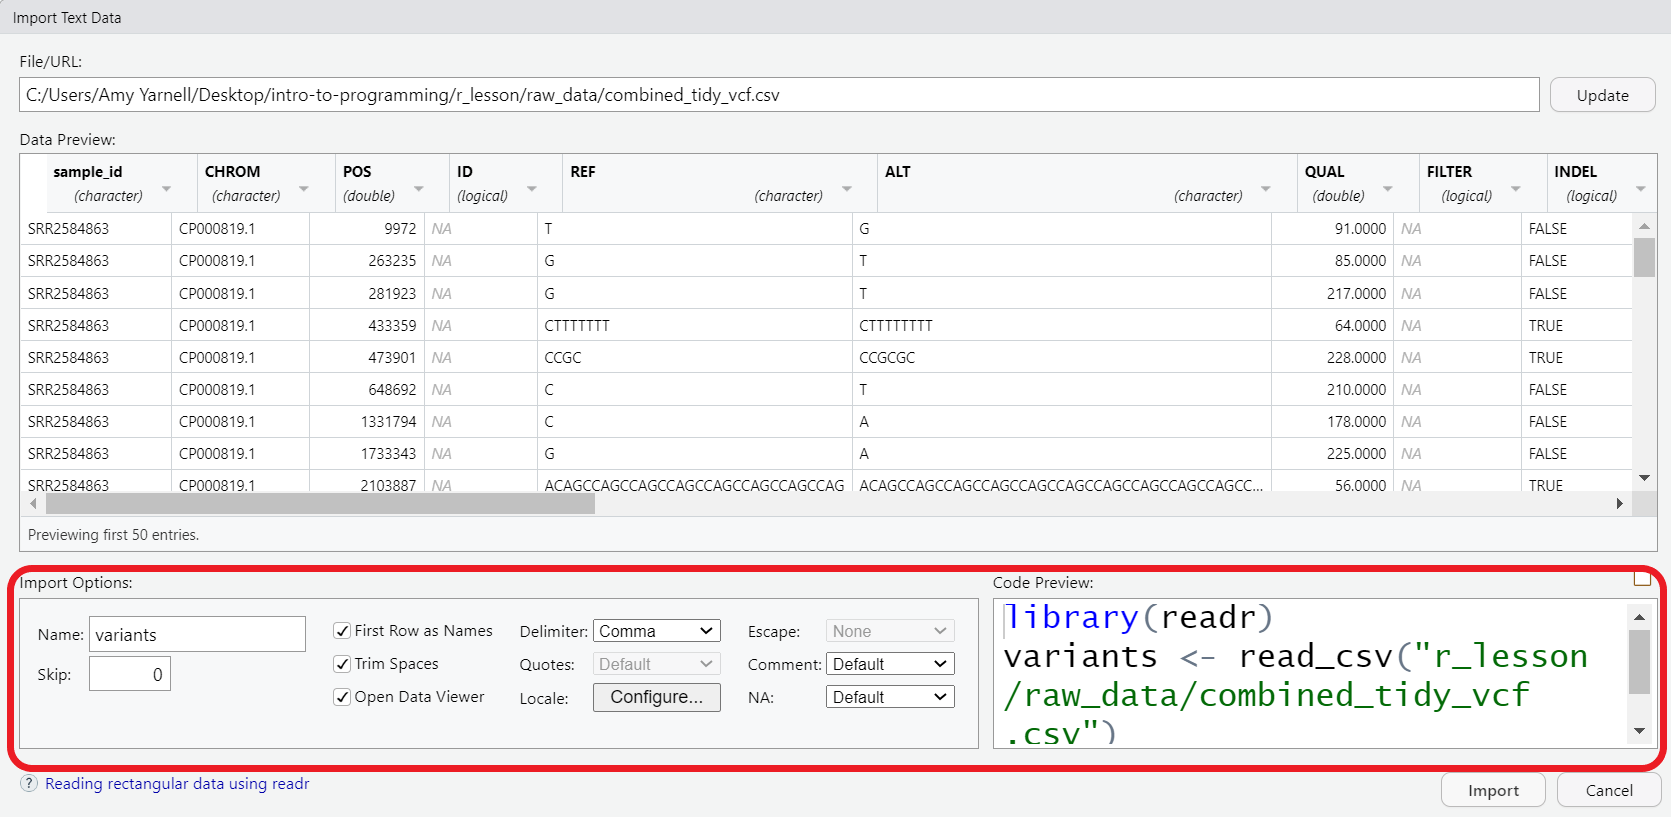 Import Text Data
File/URL:
C:/Users/Amy Yarnell/Desktop/intro-to-programming/r_lesson/raw_data/combined_tidy_vcf.csv
Update
Data Preview:
sample_id CHROM POS ID REF ALT QUAL FILTER INDEL
(character) (character) (double) (logical) (character) (character) (double) (logical) (logical)
SRR2584863 CP000819.1 9972 NA T G 91.0000 NA FALSE
SRR2584863 CP000819.1 263235 NA G T 85.0000 NA FALSE
SRR2584863 CP000819.1 281923 NA G T 217.0000 NA FALSE
SRR2584863 CP000819.1 433359 NA CTTTTTTT CTTTTTTTT 64.0000 NA TRUE
SRR2584863 CP000819.1 473901 NA CCGC CCGCGC 228.0000 NA TRUE
SRR2584863 CP000819.1 648692 NA C T 210.0000 NA FALSE
SRR2584863 CP000819.1 1331794 NA C A 178.0000 NA FALSE
SRR2584863 CP000819.1 1733343 NA G A 225.0000 NA FALSE
SRR2584863 CP000819.1 2103887 NA ACAGCCAGCCAGCCAGCCAGCCAGCCAGCCAG ACAGCCAGCCAGCCAGCCAGCCAGCCAGCCAGCCAGCCAGCC... 56.0000 NA TRUE
Previewing first 50 entries.
Import Options:
Name: variants
Skip: 0
First Row as Names
Trim Spaces
Open Data Viewer
Delimiter: Comma
Quotes: Default
Locale: Configure...
Escape: None
Comment: Default
NA: Default
Code Preview:
library(readr)
variants <- read_csv("r_lesson
/raw_data/combined_tidy_vcf
.csv")
? Reading rectangular data using readr
Import
Cancel